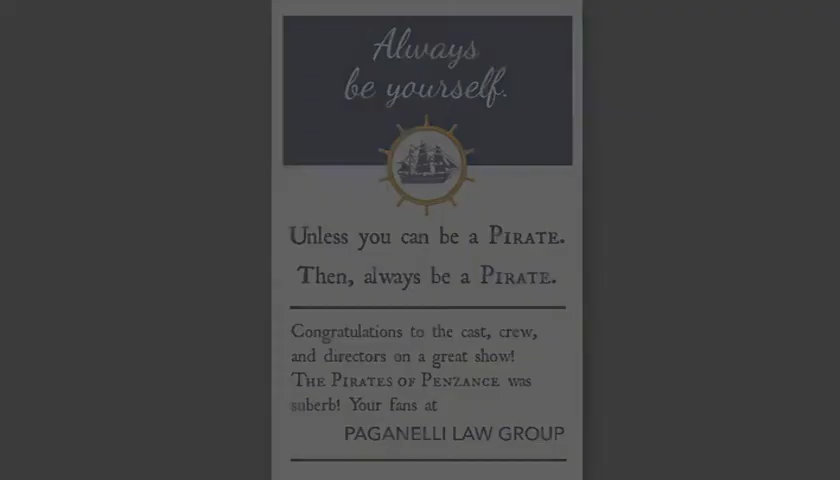 Always
be yourself.
Unless you can be a PIRATE.
Then, always be a PIRATE.
Congratulations to the cast, crew,
and directors on a great show!
THE PIRATES OF PENZANCE was
suberb! Your fans at
PAGANELLI LAW GROUP